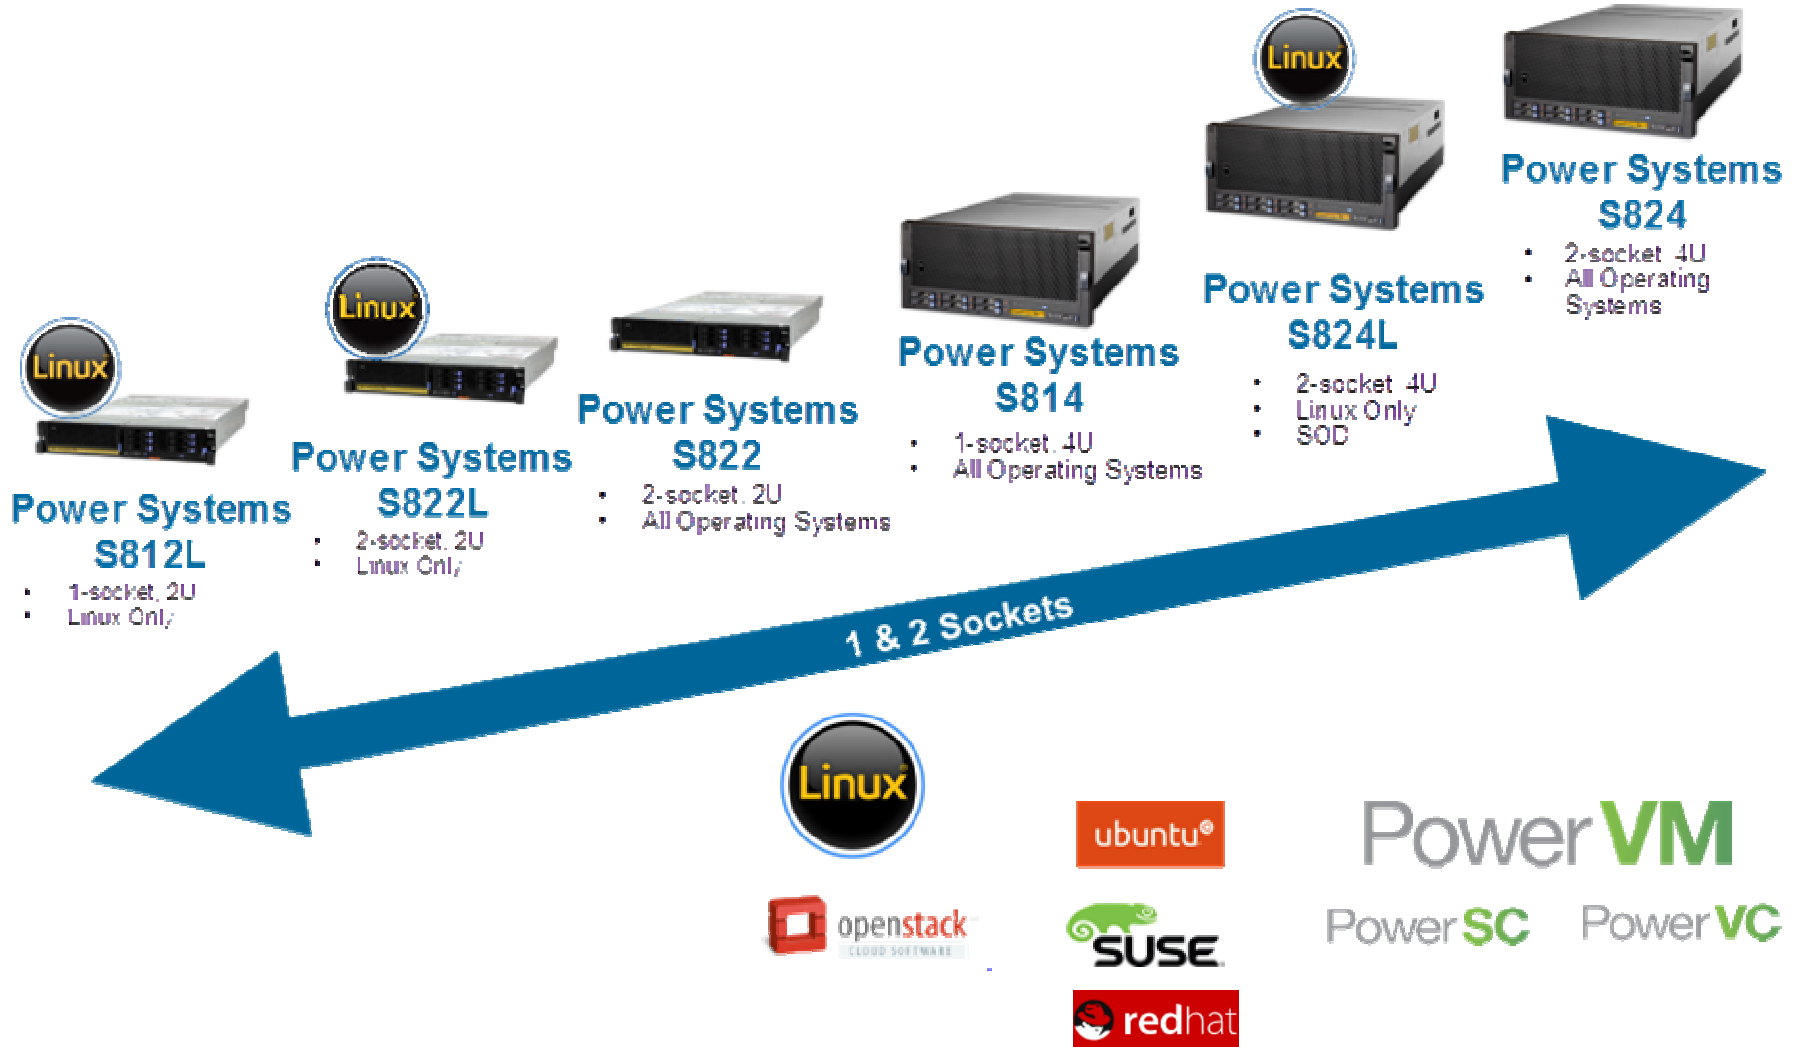 Linux
Power Systems
S812L
• 1-socket, 2U
• Linux Only
Linux
Power Systems
S822L
• 2-socket, 2U
• Linux Only
Power Systems
S822
• 2-socket, 2U
• All Operating Systems
Power Systems
S814
• 1-socket, 4U
• All Operating Systems
Linux
Power Systems
S824L
• 2-socket, 4U
• Linux Only
• SOD
Power Systems
S824
• 2-socket, 4U
• All Operating
Systems
1 & 2 Sockets
Linux
openstack
CLOUD SOFTWARE
ubuntu
SUSE
redhat
PowerVM
PowerSC
PowerVC